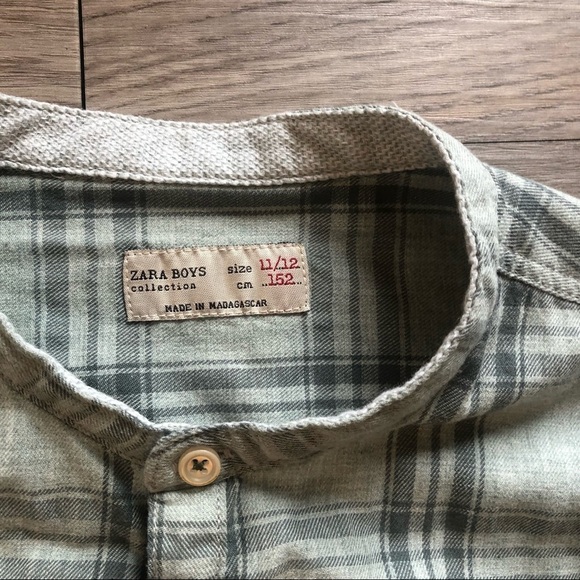 ZARA BOYS size 11/12
collection cm ..152..
MADE IN MADAGASCAR